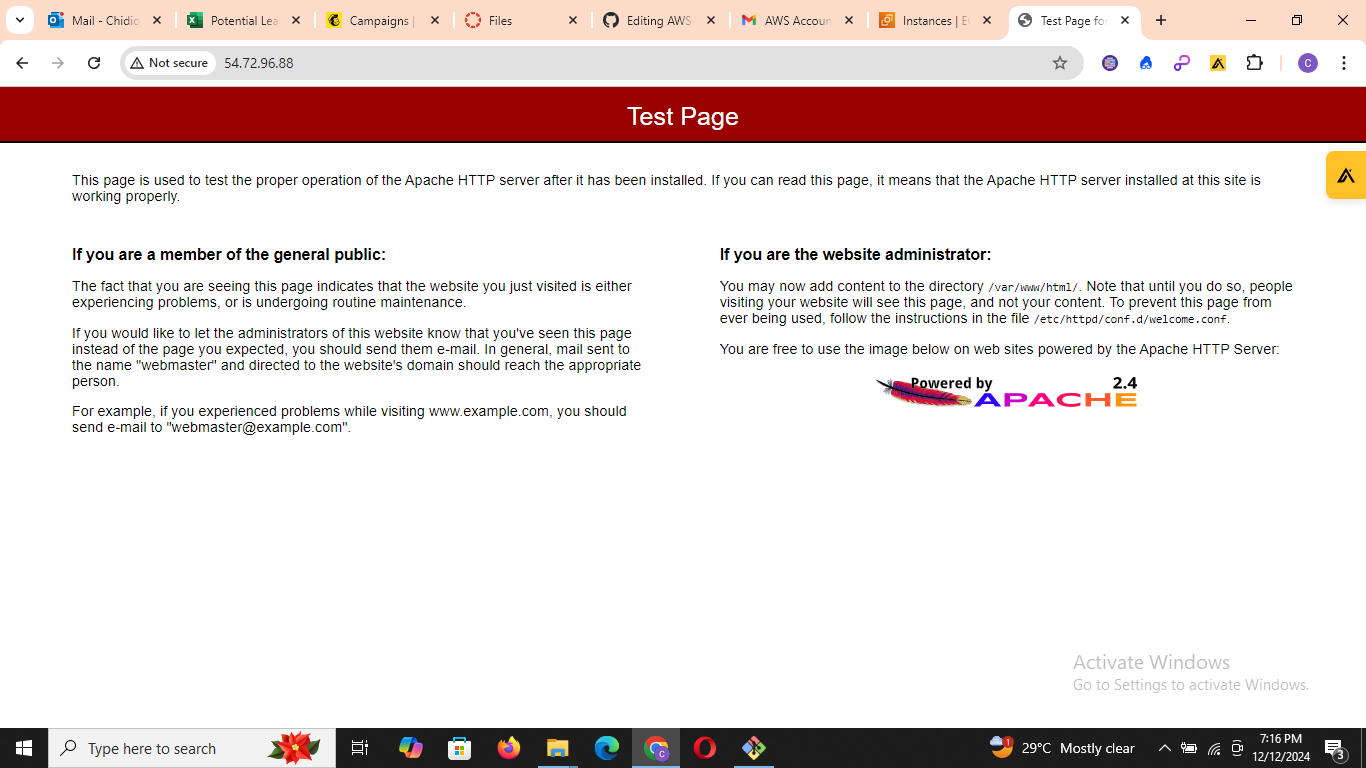 Mail - Chidio
Potential Lea
Campaigns |
Files
Editing AWS
AWS Accoun
Instances | E
Test Page for
Not secure
54.72.96.88
C
Test Page
This page is used to test the proper operation of the Apache HTTP server after it has been installed. If you can read this page, it means that the Apache HTTP server installed at this site is
working properly.
If you are a member of the general public:
The fact that you are seeing this page indicates that the website you just visited is either
experiencing problems, or is undergoing routine maintenance.
If you would like to let the administrators of this website know that you've seen this page
instead of the page you expected, you should send them e-mail. In general, mail sent to
the name "webmaster" and directed to the website's domain should reach the appropriate
person.
For example, if you experienced problems while visiting www.example.com, you should
send e-mail to "webmaster@example.com".
If you are the website administrator:
You may now add content to the directory /var/www/html/. Note that until you do so, people
visiting your website will see this page, and not your content. To prevent this page from
ever being used, follow the instructions in the file /etc/httpd/conf.d/welcome.conf.
You are free to use the image below on web sites powered by the Apache HTTP Server:
Powered by 2.4
APACHE
Activate Windows
Go to Settings to activate Windows.
Type here to search
C
1
29°C Mostly clear
7:16 PM
12/12/2024
3